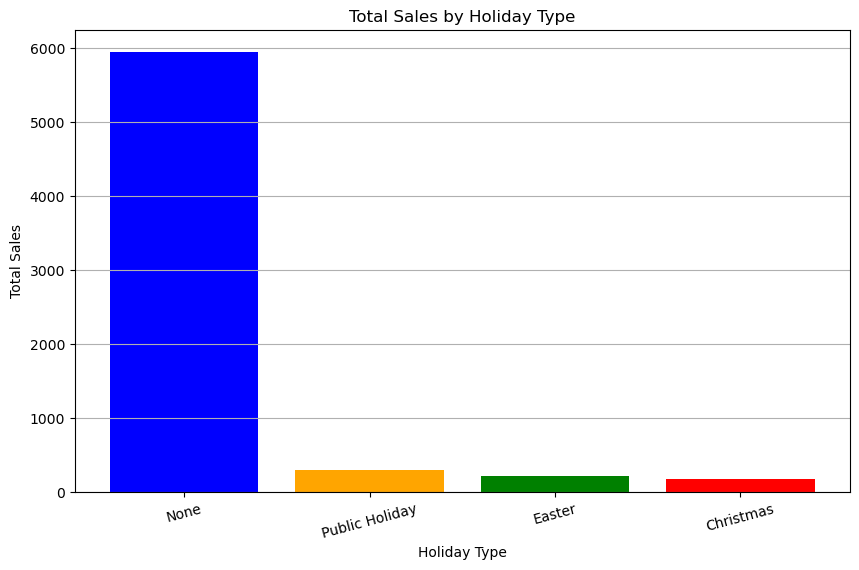 Total Sales by Holiday Type
6000
5000
4000
3000
2000
1000
0
Total Sales
None
Public Holiday
Easter
Christmas
Holiday Type